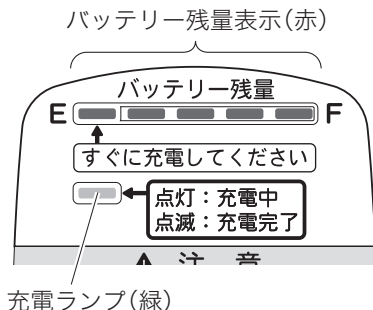 バッテリー残量表示(赤)
バッテリー残量
E F
すぐに充電してください
点灯：充電中
点滅：充電完了
注 意
充電ランプ(緑)